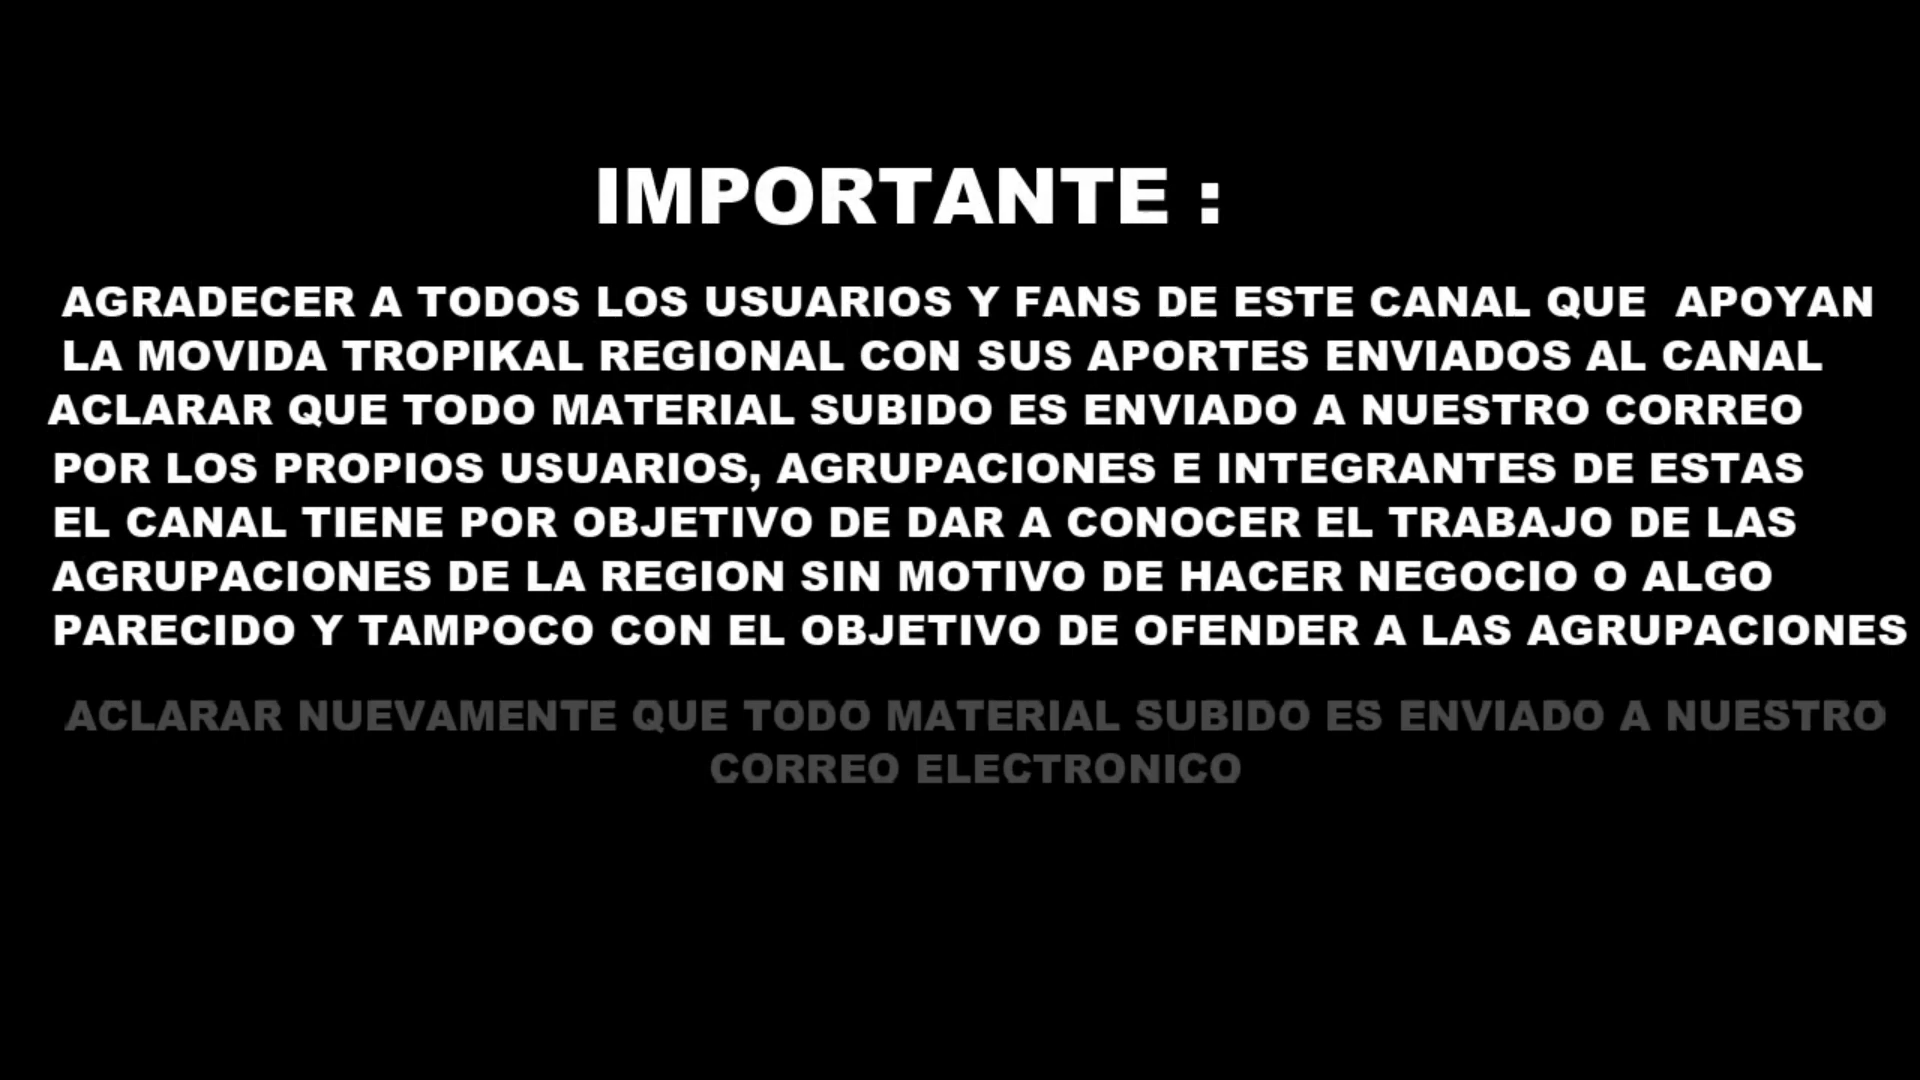 IMPORTANTE :
AGRADECER A TODOS LOS USUARIOS Y FANS DE ESTE CANAL QUE APOYAN
LA MOVIDA TROPIKAL REGIONAL CON SUS APORTES ENVIADOS AL CANAL
ACLARAR QUE TODO MATERIAL SUBIDO ES ENVIADO A NUESTRO CORREO
POR LOS PROPIOS USUARIOS, AGRUPACIONES E INTEGRANTES DE ESTAS
EL CANAL TIENE POR OBJETIVO DE DAR A CONOCER EL TRABAJO DE LAS
AGRUPACIONES DE LA REGION SIN MOTIVO DE HACER NEGOCIO O ALGO
PARECIDO Y TAMPOCO CON EL OBJETIVO DE OFENDER A LAS AGRUPACIONES
ACLARAR NUEVAMENTE QUE TODO MATERIAL SUBIDO ES ENVIADO A NUESTRO
CORREO ELECTRONICO